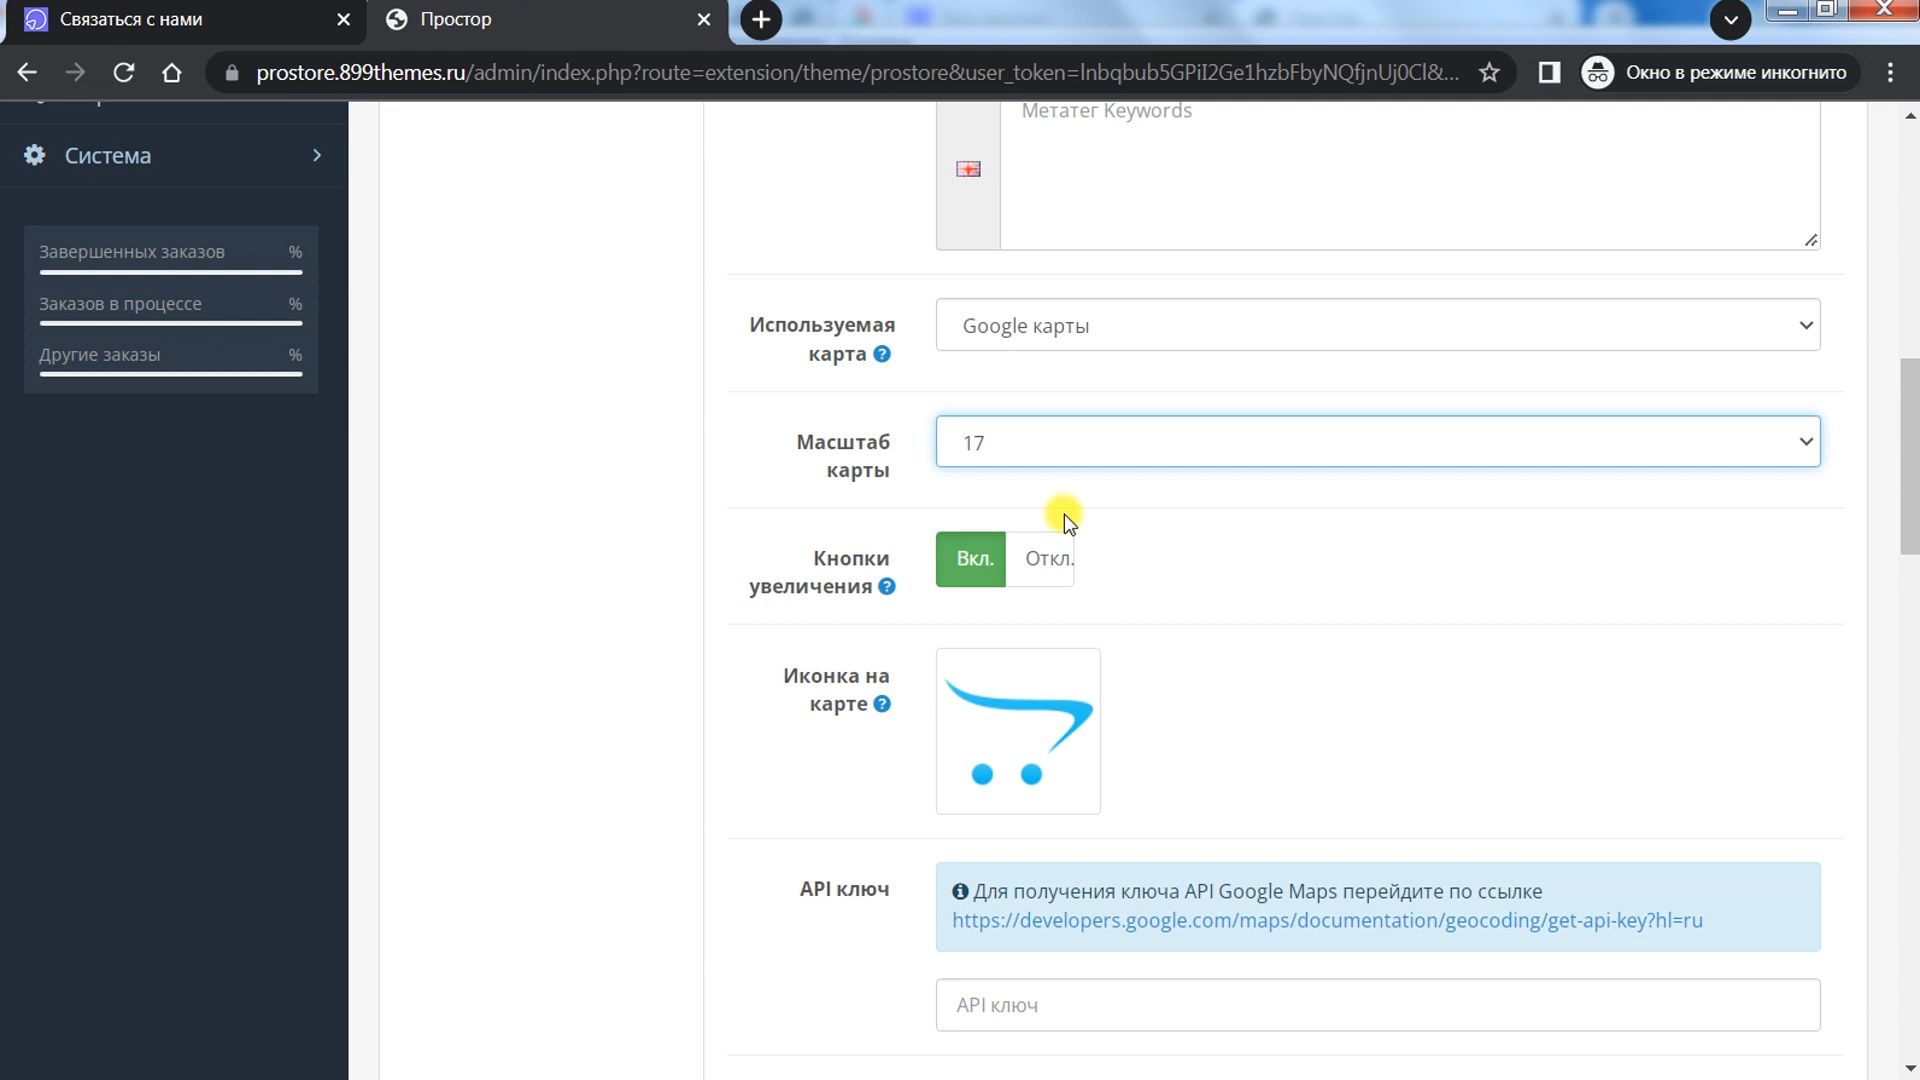 Связаться с нами
Простор
prostore.899themes.ru/admin/index.php?route=extension/theme/prostore&user_token=lnbqbub5GPiI2Ge1hzbFbyNQfjnUj0Cl&...
Окно в режиме инкогнито
Система
Завершенных заказов %
Заказов в процессе %
Другие заказы %
Метатег Keywords
Используемая
карта
Google карты
Масштаб
карты
17
Кнопки
увеличения
Вкл. Откл.
Иконка на
карте
API ключ
Для получения ключа API Google Maps перейдите по ссылке
https://developers.google.com/maps/documentation/geocoding/get-api-key?hl=ru
API ключ